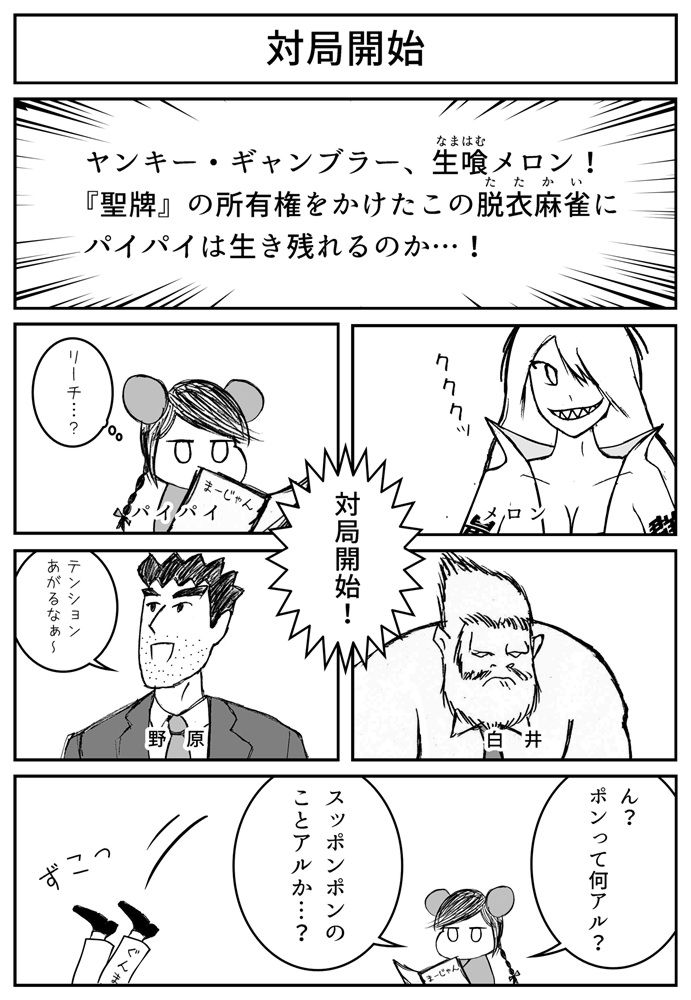 対局開始
ヤンキー・ギャンブラー、生喰メロン！
なまはむ
『聖牌』の所有権をかけたこの脱衣麻雀に
たたかい
パイパイは生き残れるのか…！
ククククッ
メロン
リーチ…？
まーじゃん
パイパイ
対局開始！
白井
テンション
あがるなぁ～
野原
ん？
ポンって何アル？
スッポンポンの
ことアルか…？
まーじゃん
ずこっ